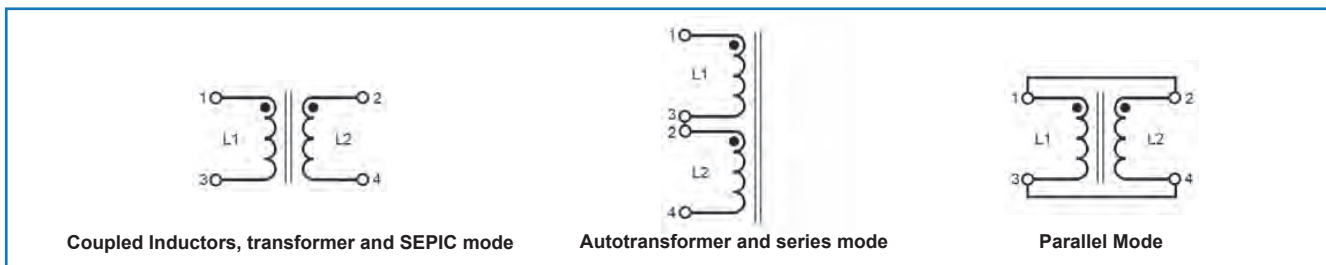 1 2
L1 L2
3 4
Coupled Inductors, transformer and SEPIC mode
1
L1
3
2
L2
4
Autotransformer and series mode
1 2
L1 L2
3 4
Parallel Mode